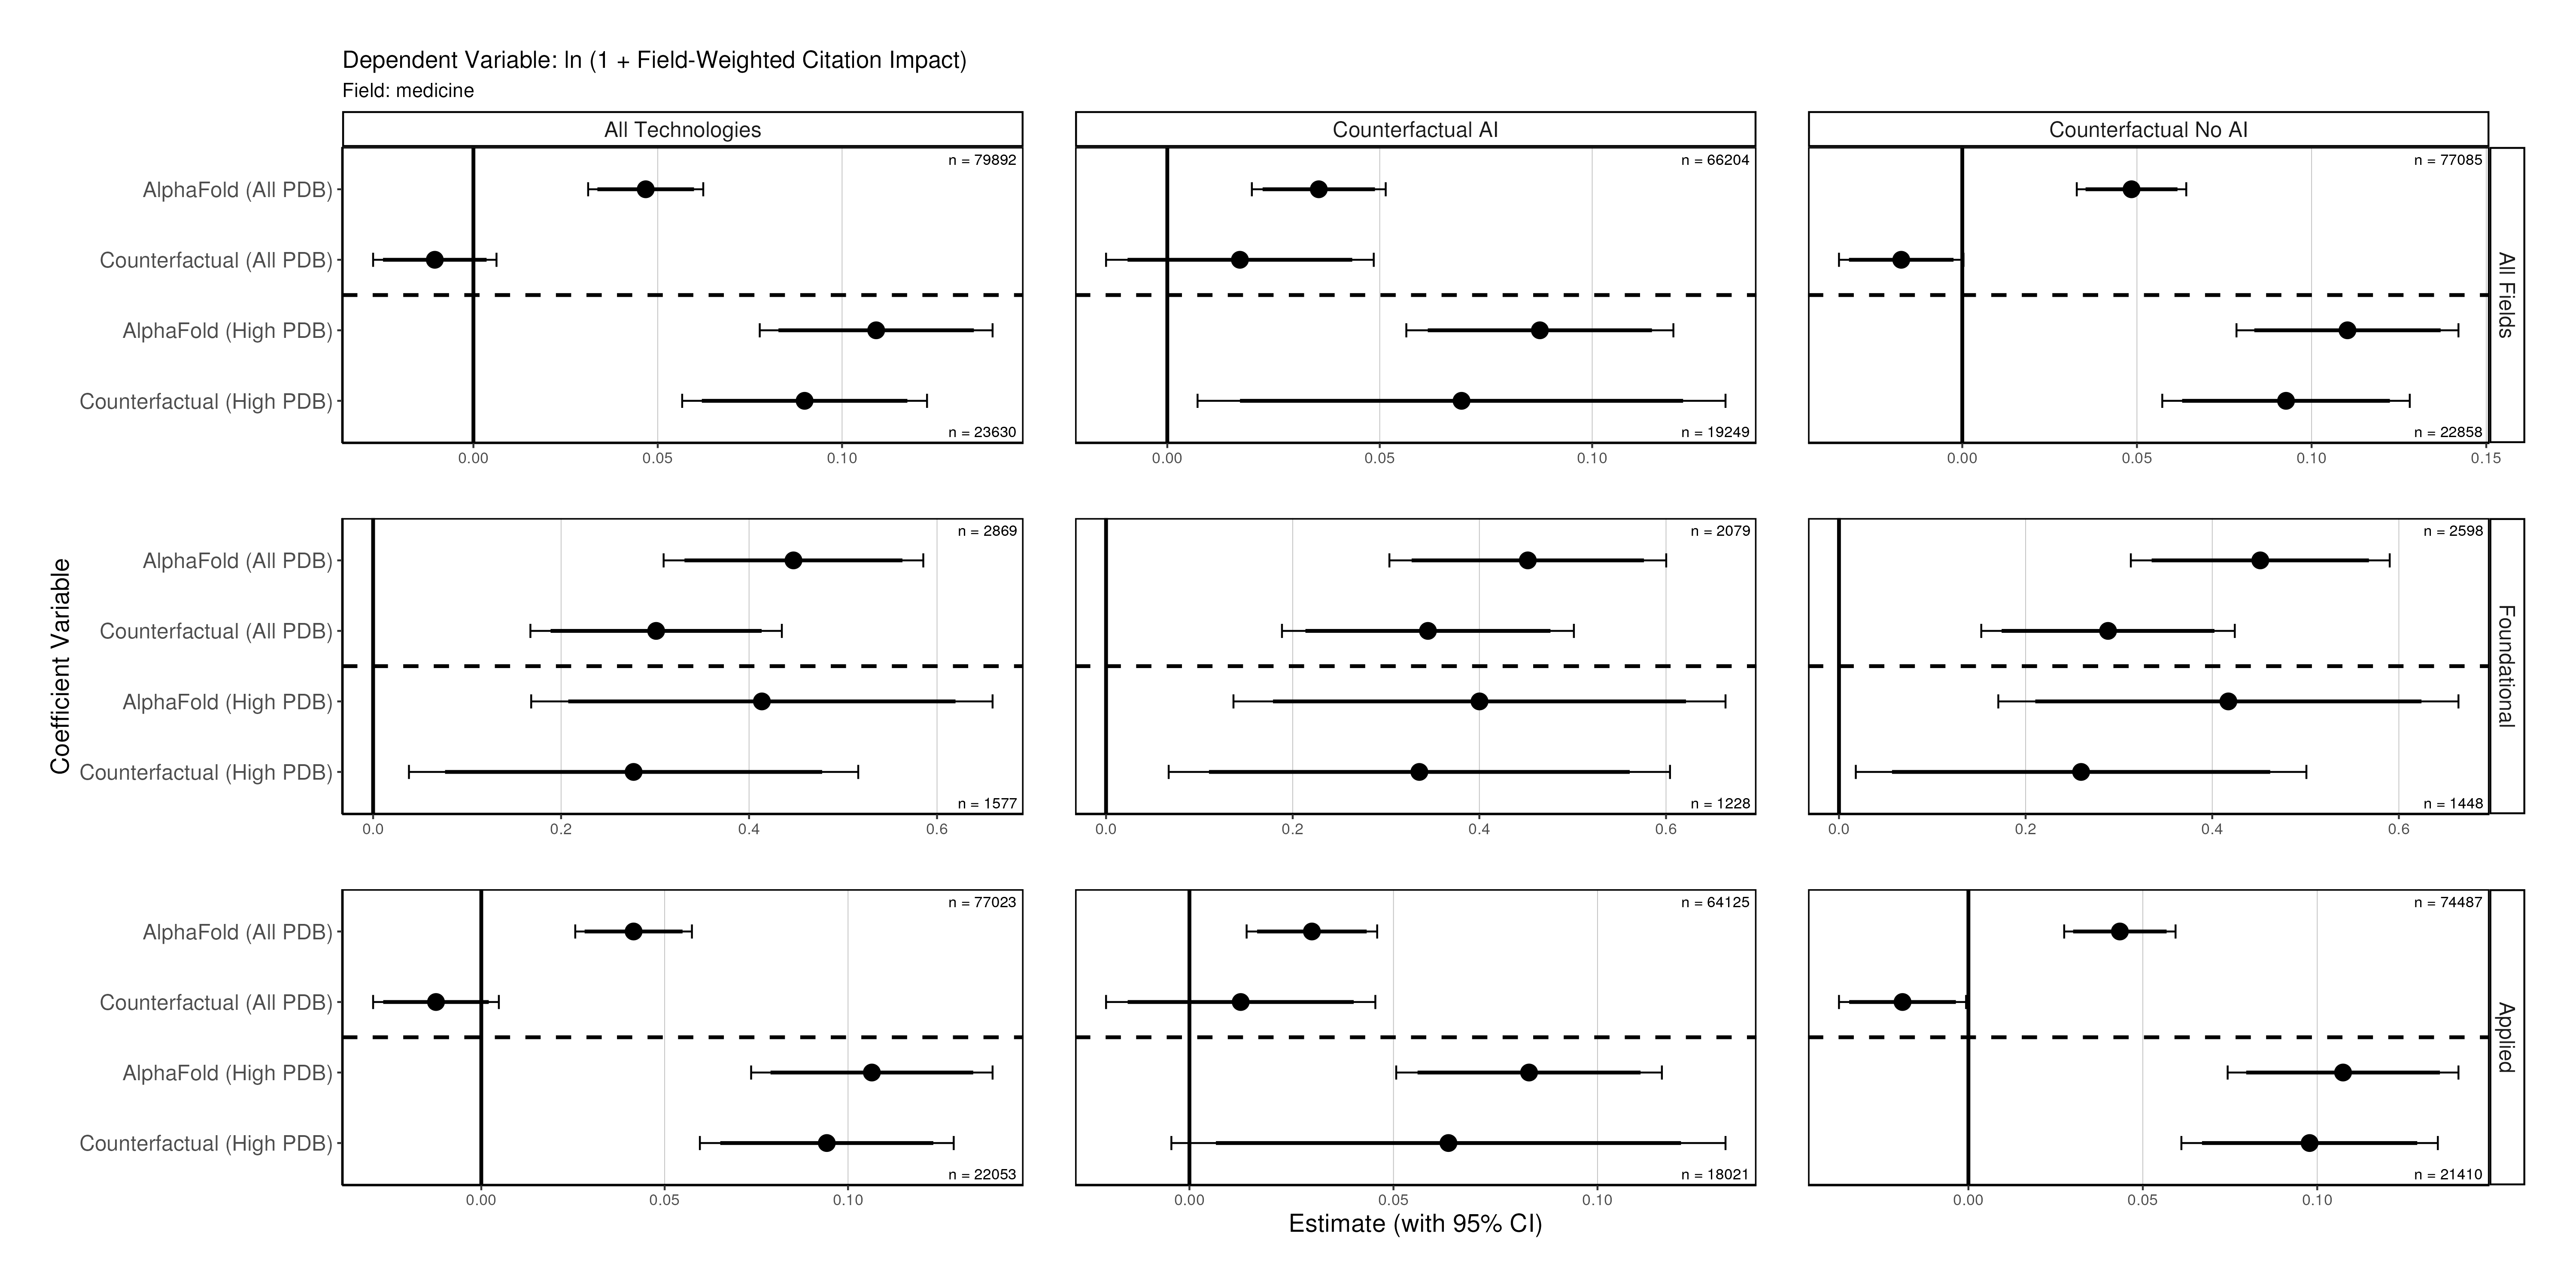 Dependent Variable: ln (1 + Field-Weighted Citation Impact)
Field: medicine
All Technologies
Counterfactual AI
Counterfactual No AI
AlphaFold (All PDB)
Counterfactual (All PDB)
AlphaFold (High PDB)
Counterfactual (High PDB)
n = 79892
n = 23630
n = 66204
n = 19249
n = 77085
n = 22858
All Fields
0.00 0.05 0.10
0.00 0.05 0.10
0.00 0.05 0.10 0.15
Coefficient Variable
AlphaFold (All PDB)
Counterfactual (All PDB)
AlphaFold (High PDB)
Counterfactual (High PDB)
n = 2869
n = 1577
n = 2079
n = 1228
n = 2598
n = 1448
Foundational
0.0 0.2 0.4 0.6
0.0 0.2 0.4 0.6
0.0 0.2 0.4 0.6
AlphaFold (All PDB)
Counterfactual (All PDB)
AlphaFold (High PDB)
Counterfactual (High PDB)
n = 77023
n = 22053
n = 64125
n = 18021
n = 74487
n = 21410
Applied
0.00 0.05 0.10
0.00 0.05 0.10
0.00 0.05 0.10
Estimate (with 95% CI)